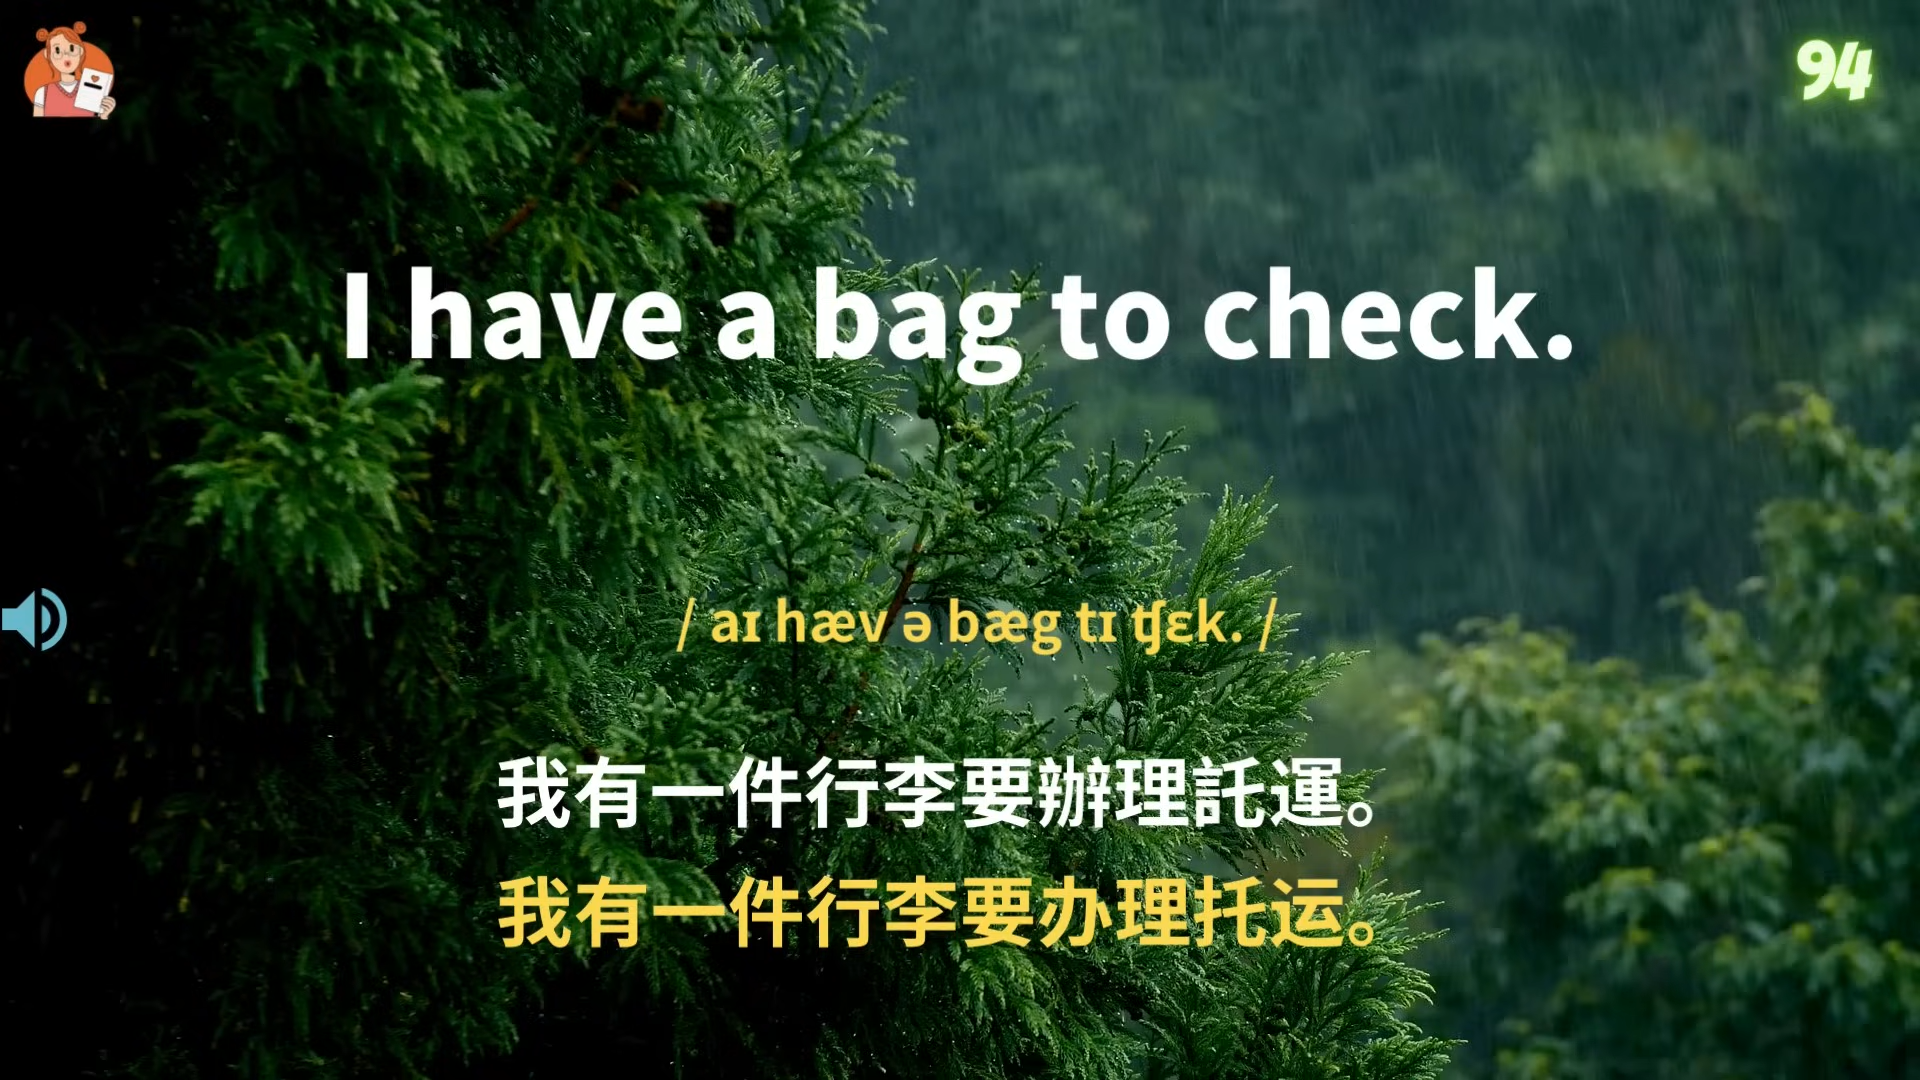 94
I have a bag to check.
/ aɪ hæv ə bæg tɪ ʧɛk. /
我有一件行李要辦理託運。
我有一件行李要办理托运。